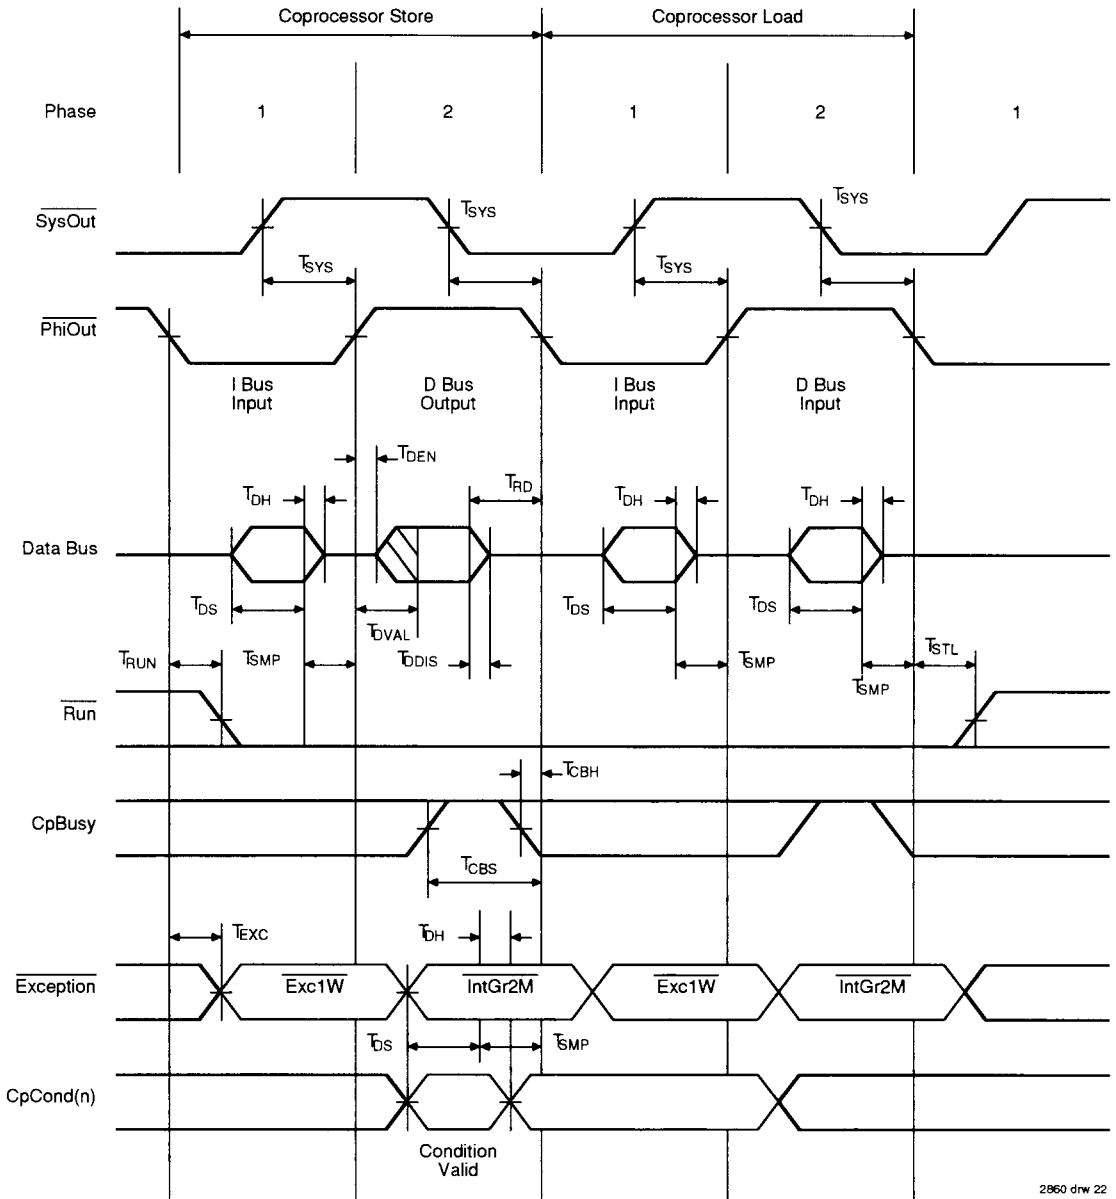 Coprocessor Store Coprocessor Load
Phase 1 2 1 2 1
SysOut TSYS TSYS
TSYS TSYS
PhiOut
I Bus D Bus I Bus D Bus
Input Output Input Input
TDEN
TDH TRD TDH TDH
Data Bus
TDS TDS TDS
TDVAL
TRUN TSMP TDDIS TSMP TSMP TSTL
Run
TCBH
CpBusy
TCBS
TEXC TDH
Exception Exc1W IntGr2M Exc1W IntGr2M
TDS TSMP
CpCond(n)
Condition
Valid
2860 drw 22